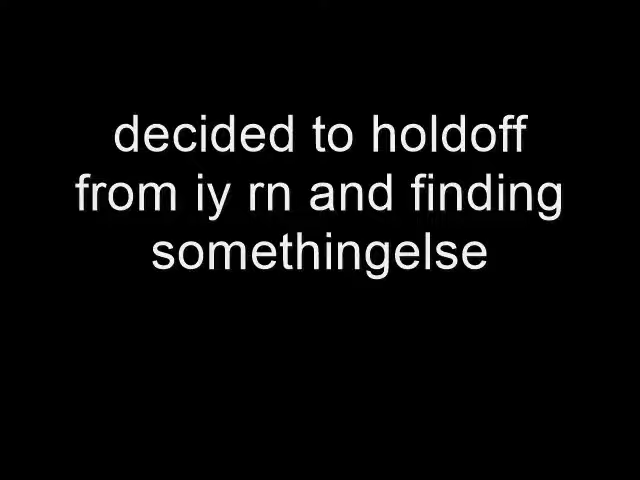 decided to holdoff
from iy rn and finding
somethingelse